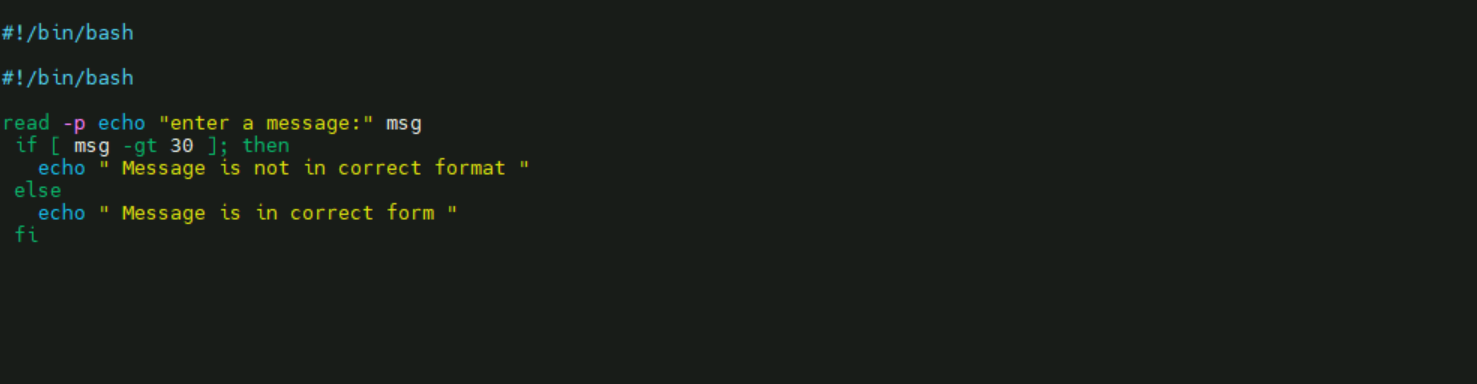 #!/bin/bash
#!/bin/bash
read -p echo "enter a message:" msg
if [ msg -gt 30 ]; then
echo " Message is not in correct format "
else
echo " Message is in correct form "
fi